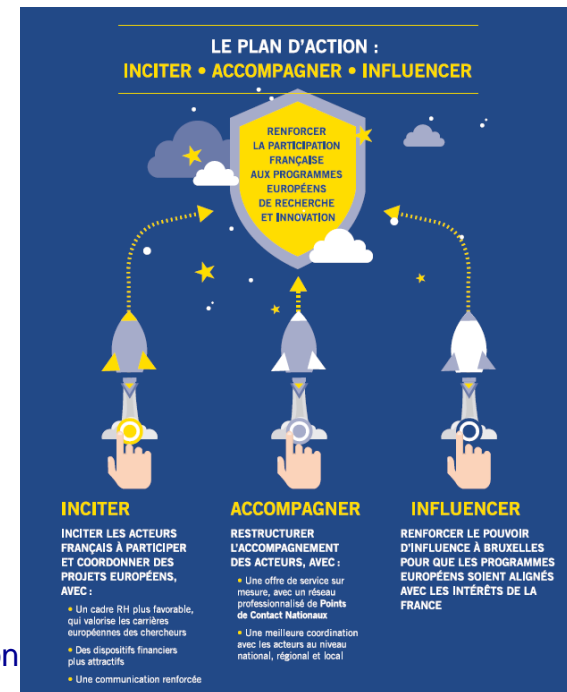 LE PLAN D'ACTION :
INCITER • ACCOMPAGNER • INFLUENCER
RENFORCER
LA PARTICIPATION
FRANÇAISE
AUX PROGRAMMES
EUROPÉENS
DE RECHERCHE
ET INNOVATION
INCITER
INCITER LES ACTEURS
FRANÇAIS À PARTICIPER
ET COORDONNER DES
PROJETS EUROPÉENS,
AVEC :
• Un cadre RH plus favorable,
qui valorise les carrières
européennes des chercheurs
• Des dispositifs financiers
plus attractifs
• Une communication renforcée
ACCOMPAGNER
RESTRUCTURER
L'ACCOMPAGNEMENT
DES ACTEURS, AVEC :
• Une offre de service sur
mesure, avec un réseau
professionnalisé de Points
de Contact Nationaux
• Une meilleure coordination
avec les acteurs au niveau
national, régional et local
INFLUENCER
RENFORCER LE POUVOIR
D'INFLUENCE À BRUXELLES
POUR QUE LES PROGRAMMES
EUROPÉENS SOIENT ALIGNÉS
AVEC LES INTÉRÊTS DE LA
FRANCE
on